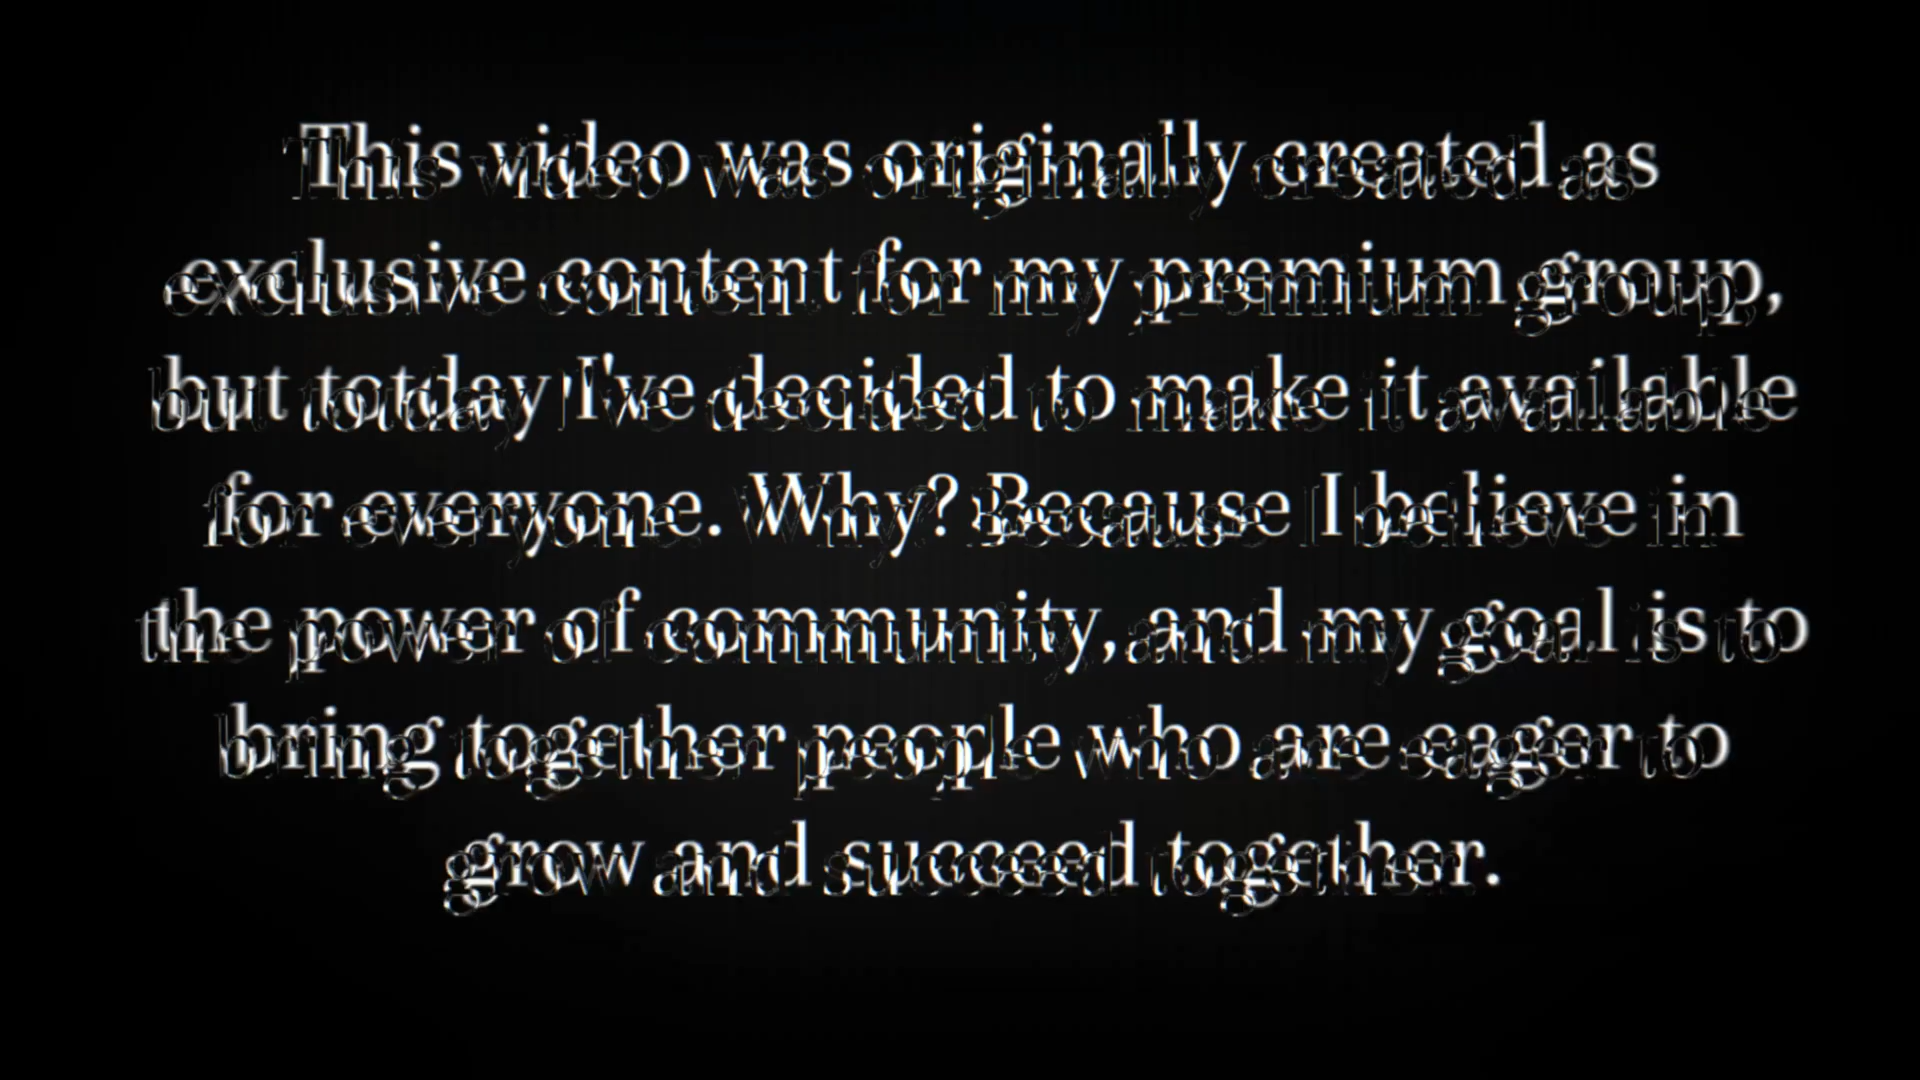 This video was originally created as
exclusive content for my premium group,
but totday I've decided to make it available
for everyone. Why? Because I believe in
the power of community, and my goal is to
bring together people who are eager to
grow and succeed together.